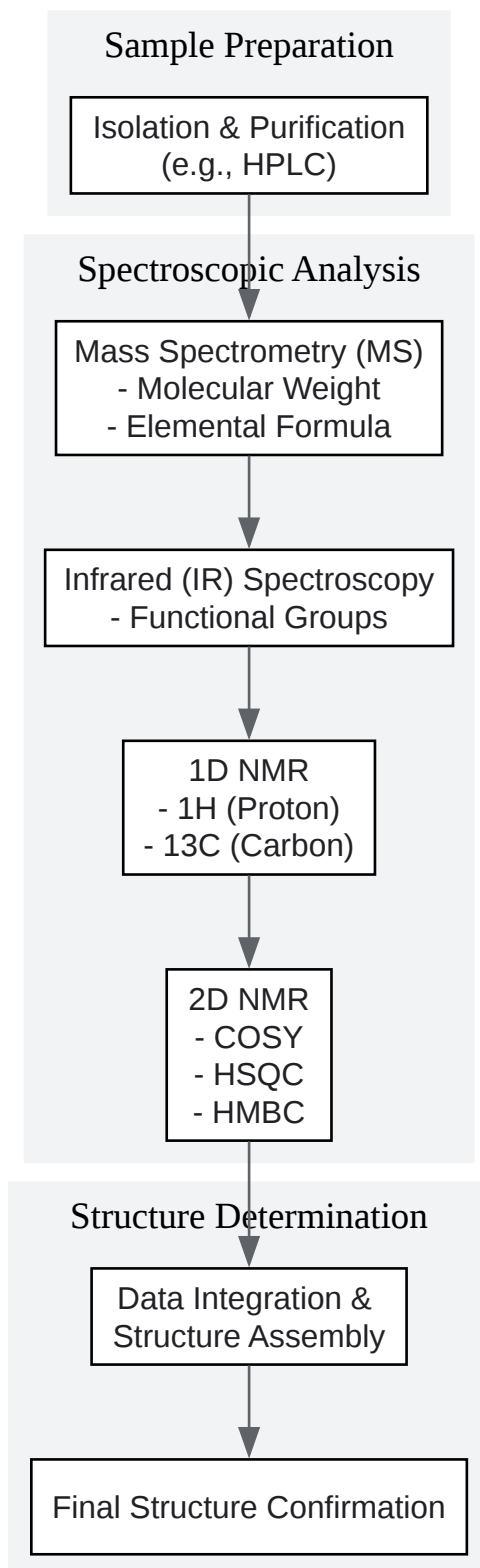 Sample Preparation
Isolation & Purification
(e.g., HPLC)
Spectroscopic Analysis
Mass Spectrometry (MS)
- Molecular Weight
- Elemental Formula
Infrared (IR) Spectroscopy
- Functional Groups
1D NMR
- 1H (Proton)
- 13C (Carbon)
2D NMR
- COSY
- HSQC
- HMBC
Structure Determination
Data Integration &
Structure Assembly
Final Structure Confirmation